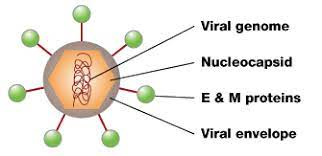 Viral genome
Nucleocapsid
E & M proteins
Viral envelope